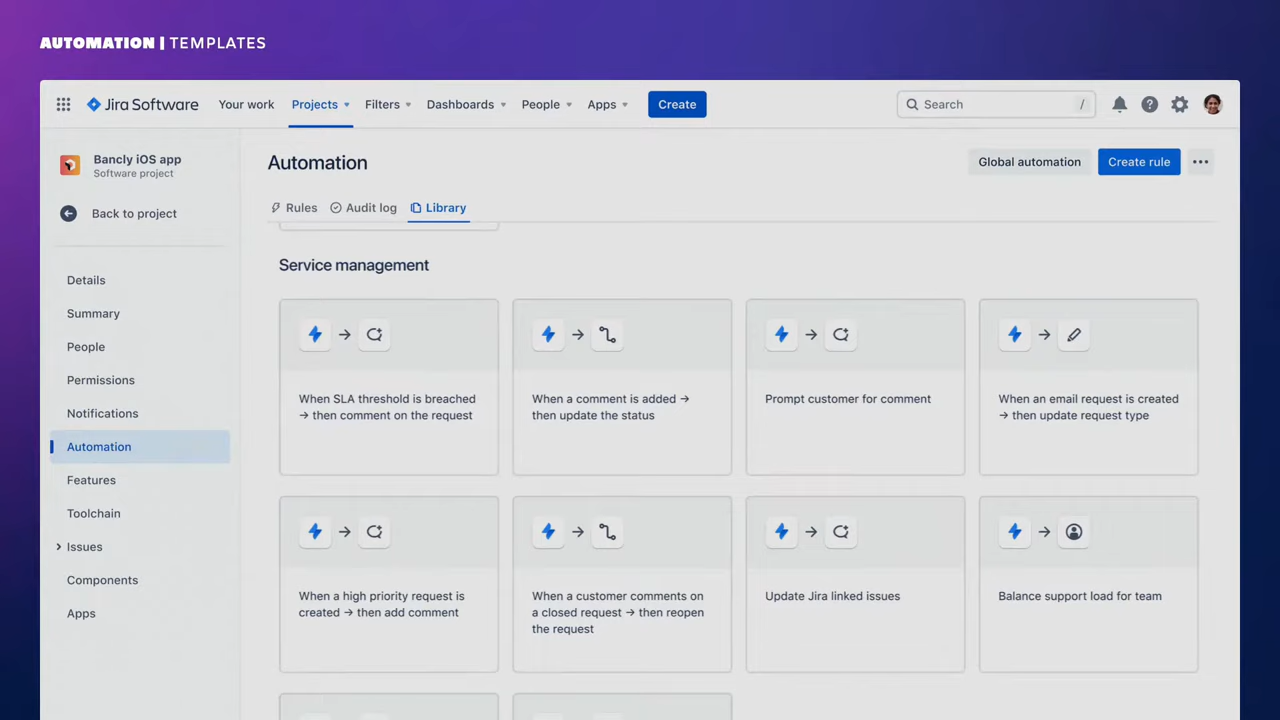 AUTOMATION | TEMPLATES
Jira Software
Your work
Projects
Filters
Dashboards
People
Apps
Create
Search
/
Bancly iOS app
Software project
Back to project
Details
Summary
People
Permissions
Notifications
Automation
Features
Toolchain
Issues
Components
Apps
Automation
Global automation
Create rule
Rules
Audit log
Library
Service management
When SLA threshold is breached
→ then comment on the request
When a comment is added →
then update the status
Prompt customer for comment
When an email request is created
→ then update request type
When a high priority request is
created → then add comment
When a customer comments on
a closed request → then reopen
the request
Update Jira linked issues
Balance support load for team